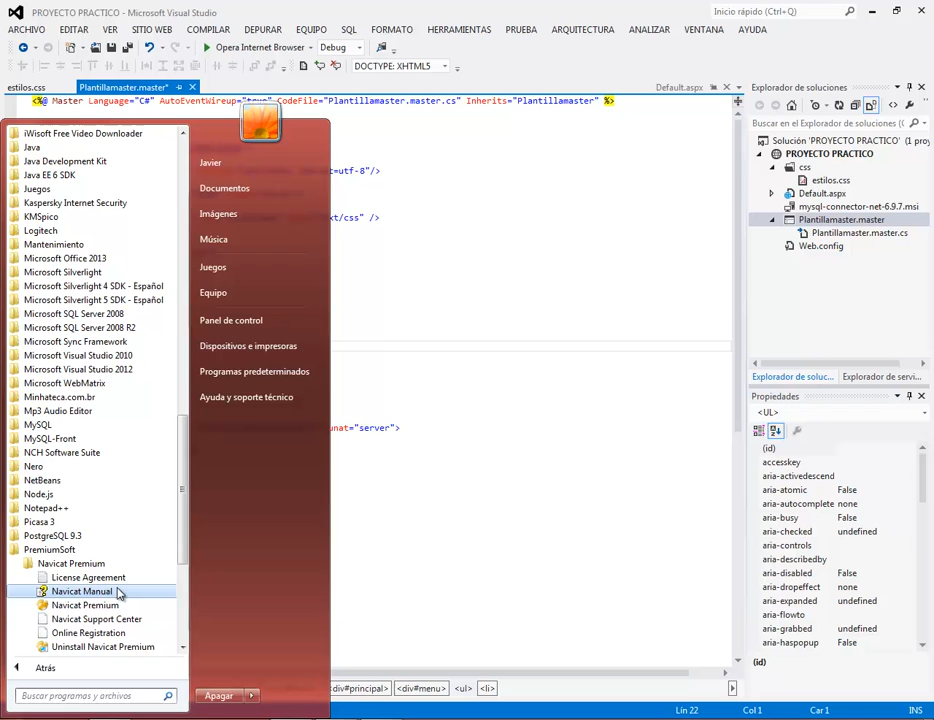 PROYECTO PRACTICO - Microsoft Visual Studio
Inicio rápido (Ctrl+Q)
ARCHIVO EDITAR VER SITIO WEB COMPILAR DEPURAR EQUIPO SQL FORMATO HERRAMIENTAS PRUEBA ARQUITECTURA ANALIZAR VENTANA AYUDA
Opera Internet Browser Debug
DOCTYPE: XHTML5
estilos.css Plantillamaster.master* Default.aspx
<%@ Master Language="C#" AutoEventWireup="true" CodeFile="Plantillamaster.master.cs" Inherits="Plantillamaster" %>
=utf-8"/>
xt/css" />
unat="server">
iWisoft Free Video Downloader
Java
Java Development Kit
Java EE 6 SDK
Juegos
Kaspersky Internet Security
KMSpico
Logitech
Mantenimiento
Microsoft Office 2013
Microsoft Silverlight
Microsoft Silverlight 4 SDK - Español
Microsoft Silverlight 5 SDK - Español
Microsoft SQL Server 2008
Microsoft SQL Server 2008 R2
Microsoft Sync Framework
Microsoft Visual Studio 2010
Microsoft Visual Studio 2012
Microsoft WebMatrix
Minhateca.com.br
Mp3 Audio Editor
MySQL
MySQL-Front
NCH Software Suite
Nero
NetBeans
Node.js
Notepad++
Picasa 3
PostgreSQL 9.3
PremiumSoft
Navicat Premium
License Agreement
Navicat Manual
Navicat Premium
Navicat Support Center
Online Registration
Uninstall Navicat Premium
Atrás
Buscar programas y archivos
Javier
Documentos
Imágenes
Música
Juegos
Equipo
Panel de control
Dispositivos e impresoras
Programas predeterminados
Ayuda y soporte técnico
Apagar
Explorador de soluciones
Buscar en el Explorador de soluciones (
Solución 'PROYECTO PRACTICO' (1 proy
PROYECTO PRACTICO
css
estilos.css
Default.aspx
mysql-connector-net-6.9.7.msi
Plantillamaster.master
Plantillamaster.master.cs
Web.config
Explorador de soluc... Explorador de servi...
Propiedades
<UL>
(id)
accesskey
aria-activedescend
aria-atomic False
aria-autocomplete none
aria-busy False
aria-checked undefined
aria-controls
aria-describedby
aria-disabled False
aria-dropeffect none
aria-expanded undefined
aria-flowto
aria-grabbed undefined
aria-haspopup False
(id)
<div#principal> <div#menu> <ul> <li>
Lín 22 Col 1 Car 1 INS